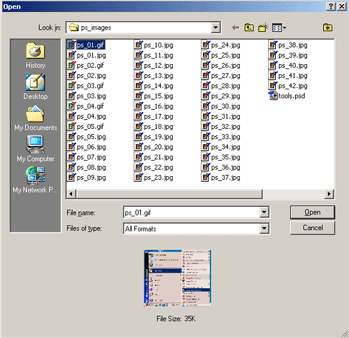 Open
Look in: ps_images
History
Desktop
My Documents
My Computer
My Network P...
ps_01.gif
ps_01.jpg
ps_02.gif
ps_02.jpg
ps_03.gif
ps_03.jpg
ps_04.gif
ps_04.jpg
ps_05.gif
ps_05.jpg
ps_06.jpg
ps_07.jpg
ps_08.jpg
ps_09.jpg
ps_10.jpg
ps_11.jpg
ps_12.jpg
ps_13.jpg
ps_14.jpg
ps_15.jpg
ps_16.jpg
ps_17.jpg
ps_18.jpg
ps_19.jpg
ps_20.jpg
ps_21.jpg
ps_22.jpg
ps_23.jpg
ps_24.jpg
ps_25.jpg
ps_26.jpg
ps_27.jpg
ps_28.jpg
ps_29.jpg
ps_30.jpg
ps_31.jpg
ps_32.jpg
ps_33.jpg
ps_34.jpg
ps_35.jpg
ps_36.jpg
ps_37.jpg
ps_38.jpg
ps_39.jpg
ps_40.jpg
ps_41.jpg
ps_42.jpg
tools.psd
File name: ps_01.gif Open
Files of type: All Formats Cancel
File Size: 35K